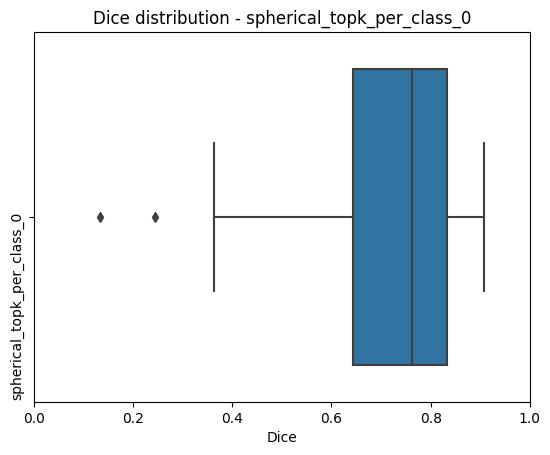 Dice distribution - spherical_topk_per_class_0
spherical_topk_per_class_0
0.0 0.2 0.4 0.6 0.8 1.0
Dice